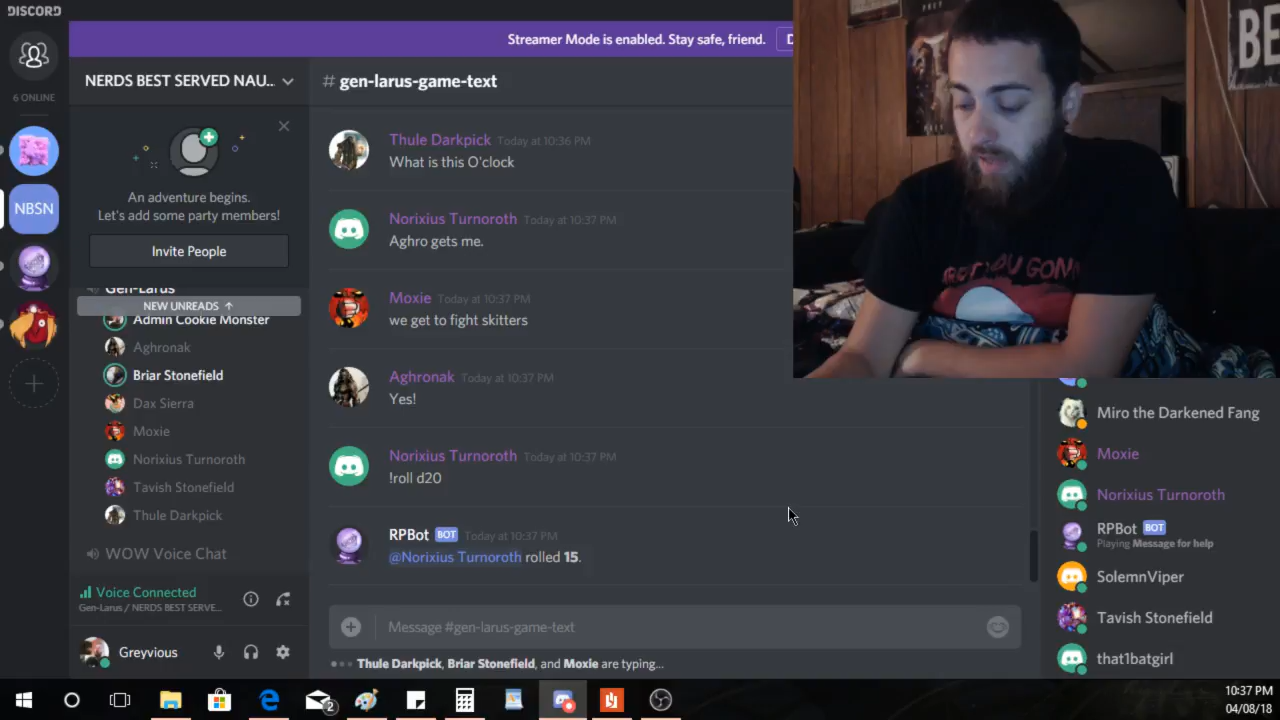 DISCORD
Streamer Mode is enabled. Stay safe, friend.
6 ONLINE
NBSN
NERDS BEST SERVED NAU...
An adventure begins.
Let's add some party members!
Invite People
Gen-Larus
NEW UNREADS ↑
Admin Cookie Monster
Aghronak
Briar Stonefield
Dax Sierra
Moxie
Norixius Turnoroth
Tavish Stonefield
Thule Darkpick
WOW Voice Chat
Voice Connected
Gen-Larus / NERDS BEST SERVE...
Greyvious
# gen-larus-game-text
Thule Darkpick Today at 10:36 PM
What is this O'clock
Norixius Turnoroth Today at 10:37 PM
Aghro gets me.
Moxie Today at 10:37 PM
we get to fight skitters
Aghronak Today at 10:37 PM
Yes!
Norixius Turnoroth Today at 10:37 PM
!roll d20
RPBot BOT Today at 10:37 PM
@Norixius Turnoroth rolled 15.
Message #gen-larus-game-text
Thule Darkpick, Briar Stonefield, and Moxie are typing...
BE
Miro the Darkened Fang
Moxie
Norixius Turnoroth
RPBot BOT
Playing Message for help
SolemnViper
Tavish Stonefield
that1batgirl
2
10:37 PM
04/08/18